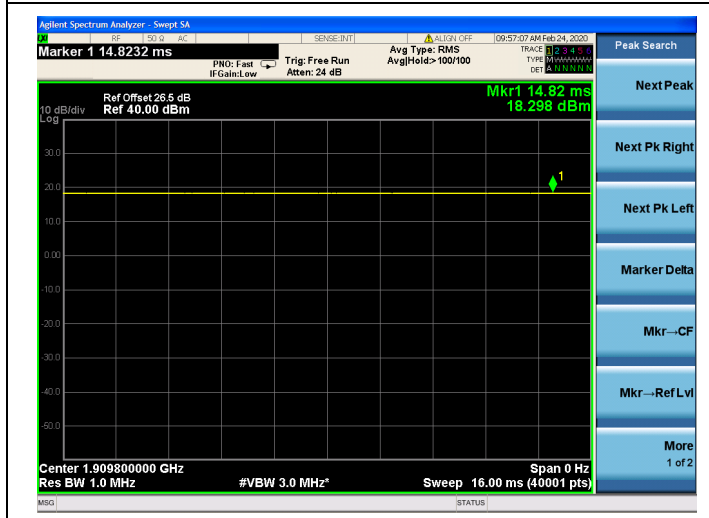 Agilent Spectrum Analyzer - Swept SA
LXI RF 50 Ω AC SENSE:INT ALIGN OFF 09:57:07 AM Feb 24, 2020
Marker 1 14.8232 ms
PNO: Fast
IFGain:Low
Trig: Free Run
Atten: 24 dB
Avg Type: RMS
Avg|Hold:>100/100
TRACE 1 2 3 4 5 6
TYPE M
DET A N N N N N
Peak Search
Next Peak
Next Pk Right
Next Pk Left
Marker Delta
Mkr→CF
Mkr→Ref Lvl
More
1 of 2
Mkr1 14.82 ms
18.298 dBm
Ref Offset 26.5 dB
10 dB/div Ref 40.00 dBm
Log
30.0
20.0
10.0
0.00
-10.0
-20.0
-30.0
-40.0
-50.0
1
Center 1.909800000 GHz Span 0 Hz
Res BW 1.0 MHz #VBW 3.0 MHz* Sweep 16.00 ms (40001 pts)
MSG STATUS